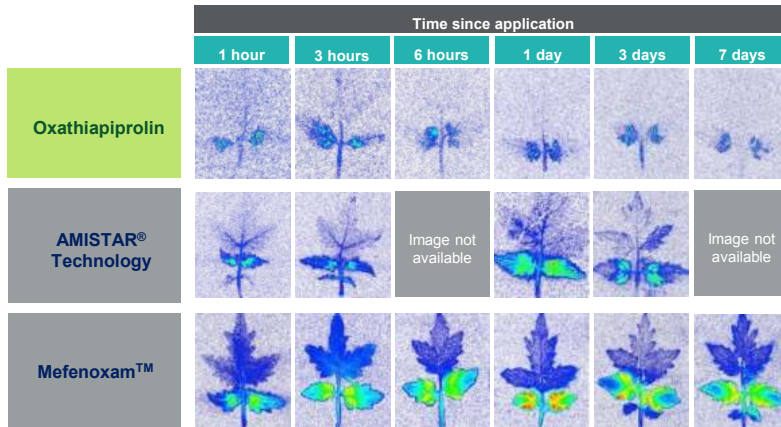 Time since application
1 hour
3 hours
6 hours
1 day
3 days
7 days
Oxathiapiprolin
AMISTAR®
Technology
Image not
available
Image not
available
Mefenoxam™